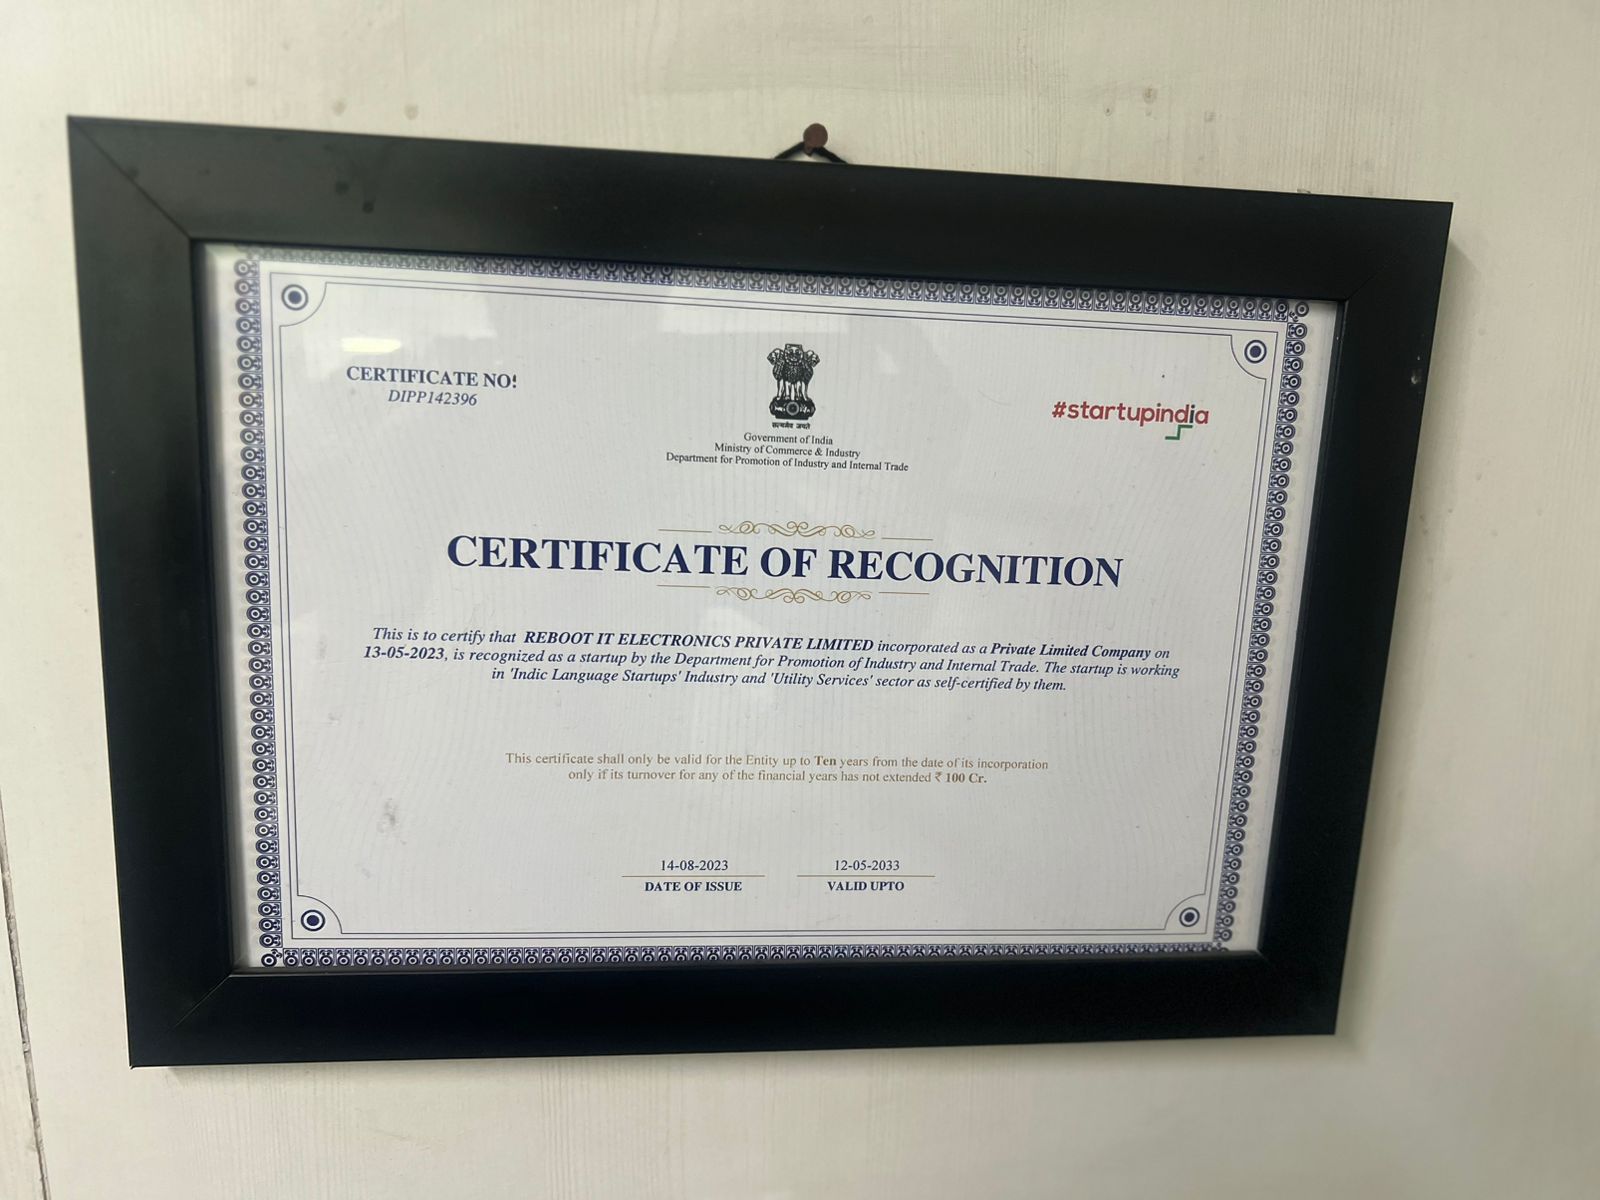 CERTIFICATE NO:
DIPP142396
सत्यमेव जयते
Government of India
Ministry of Commerce & Industry
Department for Promotion of Industry and Internal Trade
#startupindia
CERTIFICATE OF RECOGNITION
This is to certify that REBOOT IT ELECTRONICS PRIVATE LIMITED incorporated as a Private Limited Company on
13-05-2023, is recognized as a startup by the Department for Promotion of Industry and Internal Trade. The startup is working
in 'Indic Language Startups' Industry and 'Utility Services' sector as self-certified by them.
This certificate shall only be valid for the Entity up to Ten years from the date of its incorporation
only if its turnover for any of the financial years has not extended ₹ 100 Cr.
14-08-2023
DATE OF ISSUE
12-05-2033
VALID UPTO